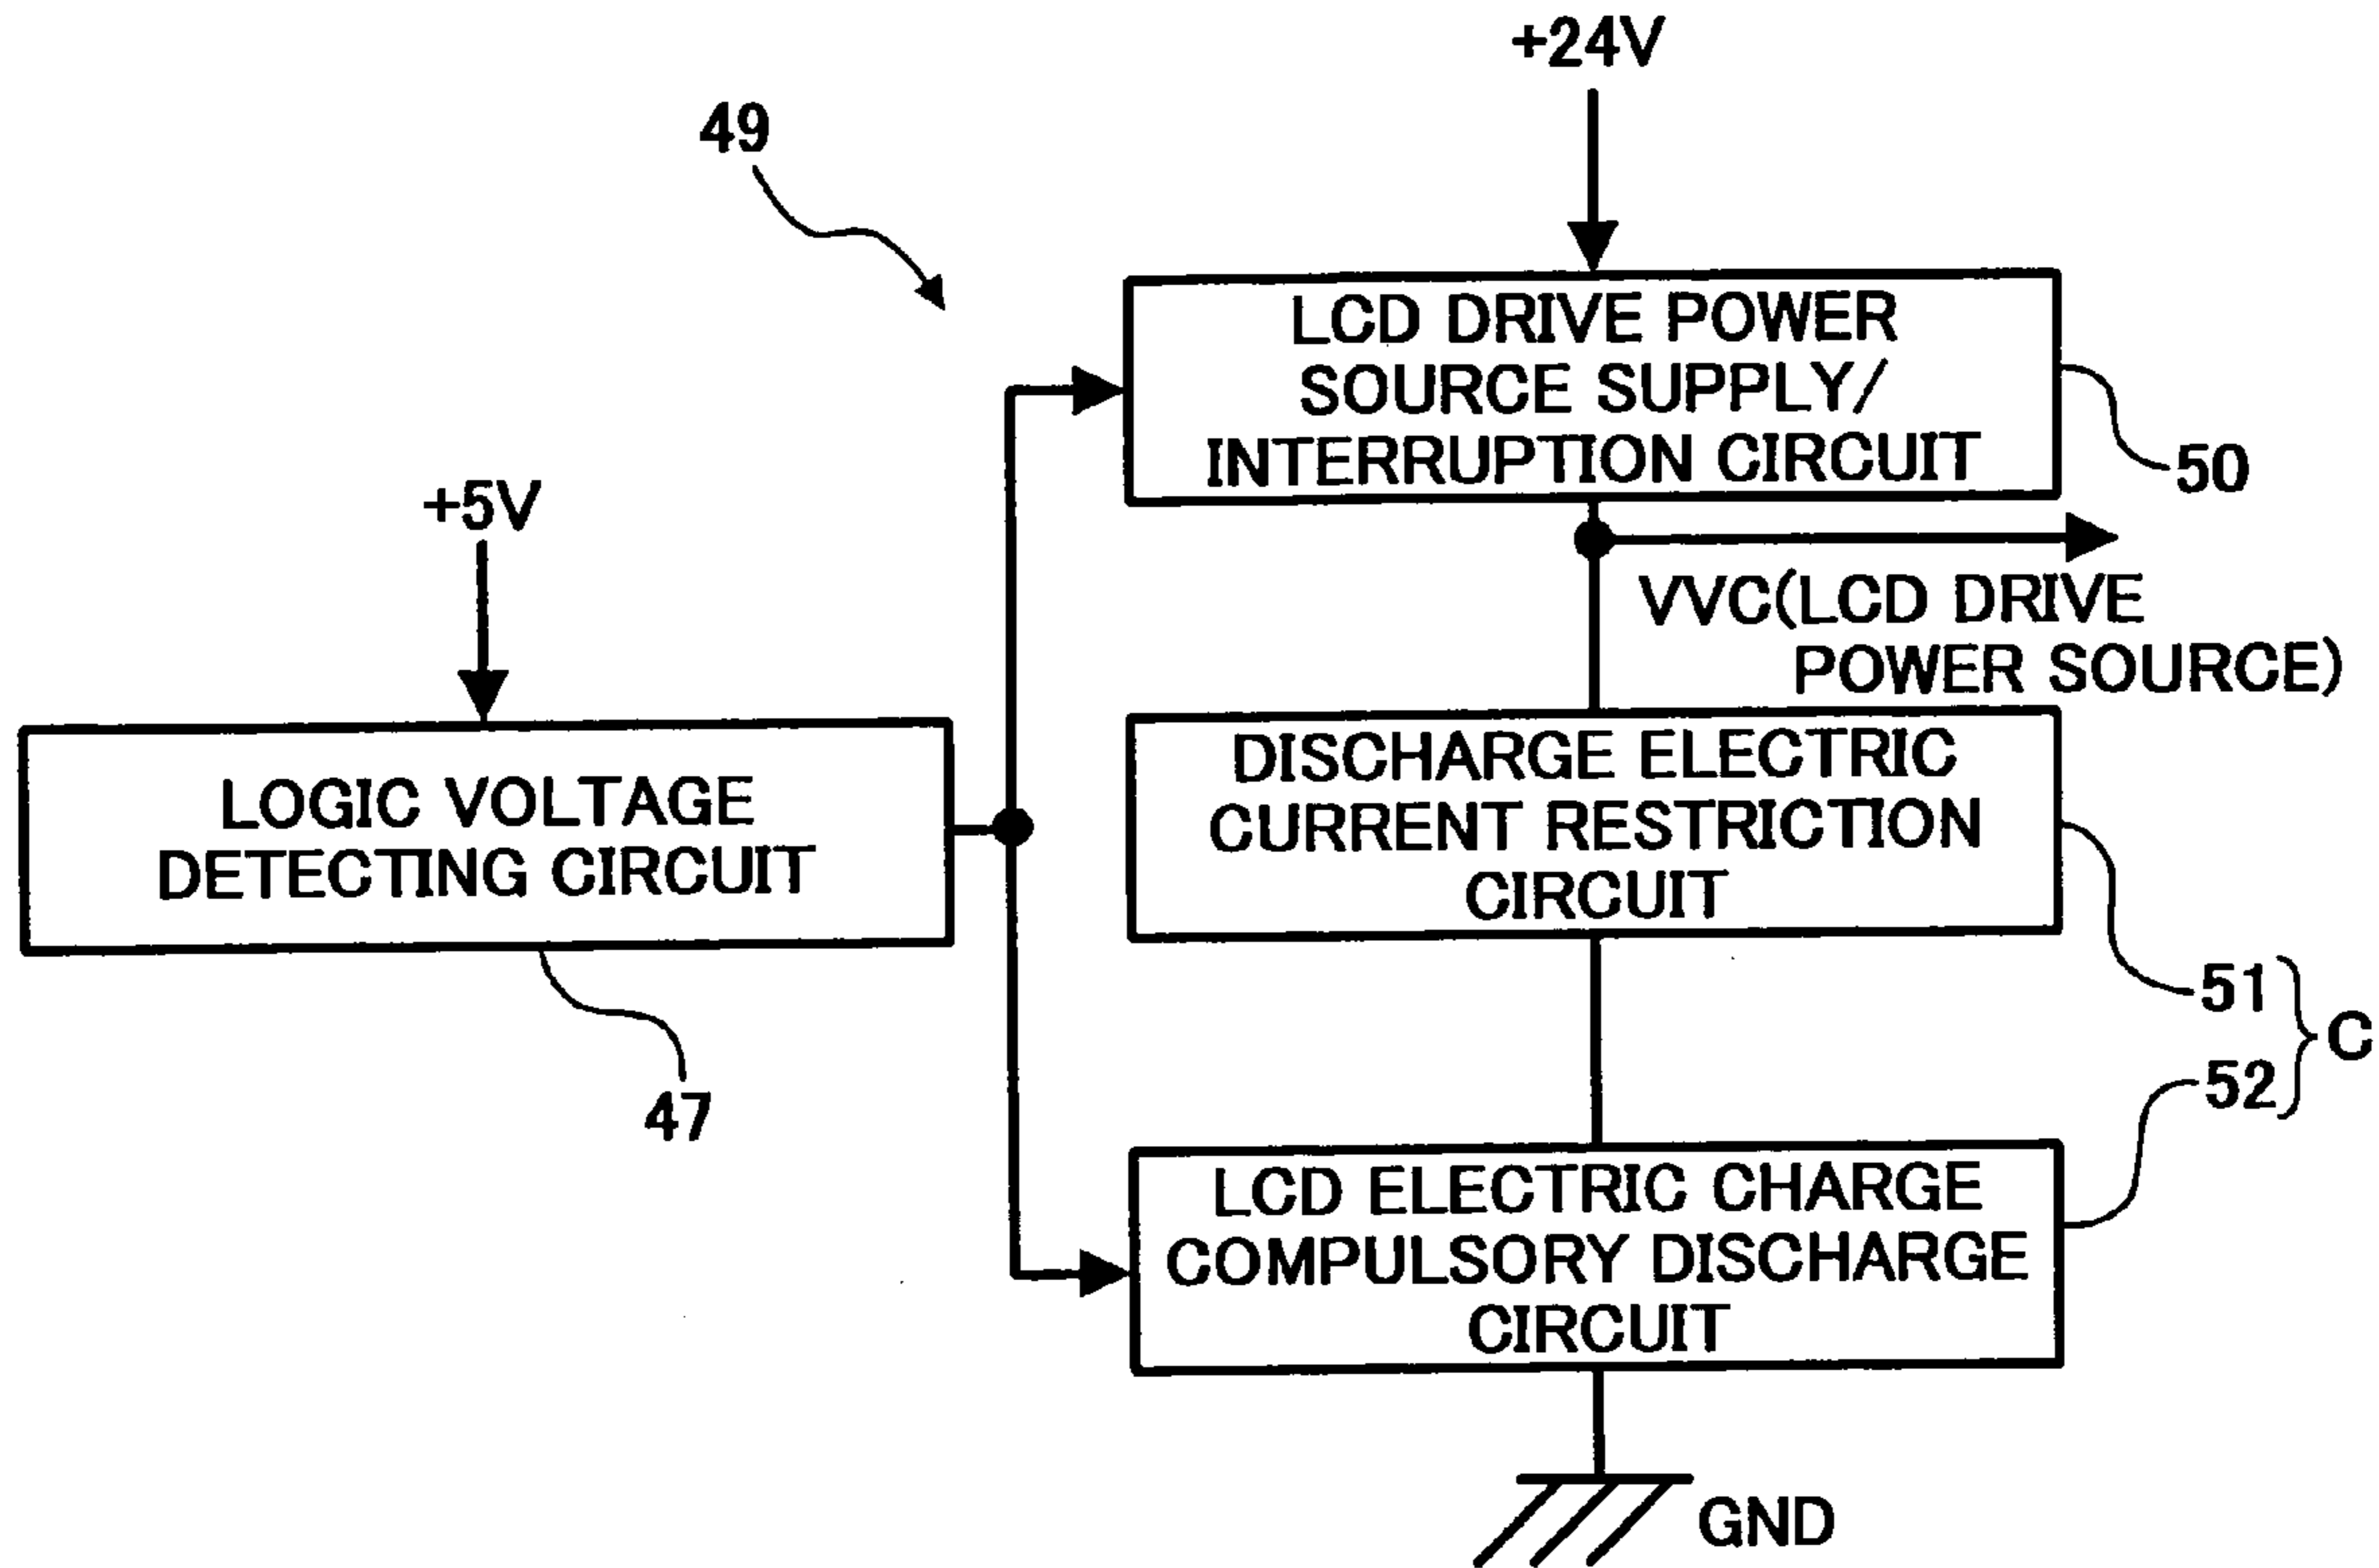 +24V
49
LCD DRIVE POWER
SOURCE SUPPLY/
INTERRUPTION CIRCUIT
50
+5V
VVC(LCD DRIVE
POWER SOURCE)
LOGIC VOLTAGE
DETECTING CIRCUIT
47
DISCHARGE ELECTRIC
CURRENT RESTRICTION
CIRCUIT
51
52
C
LCD ELECTRIC CHARGE
COMPULSORY DISCHARGE
CIRCUIT
GND